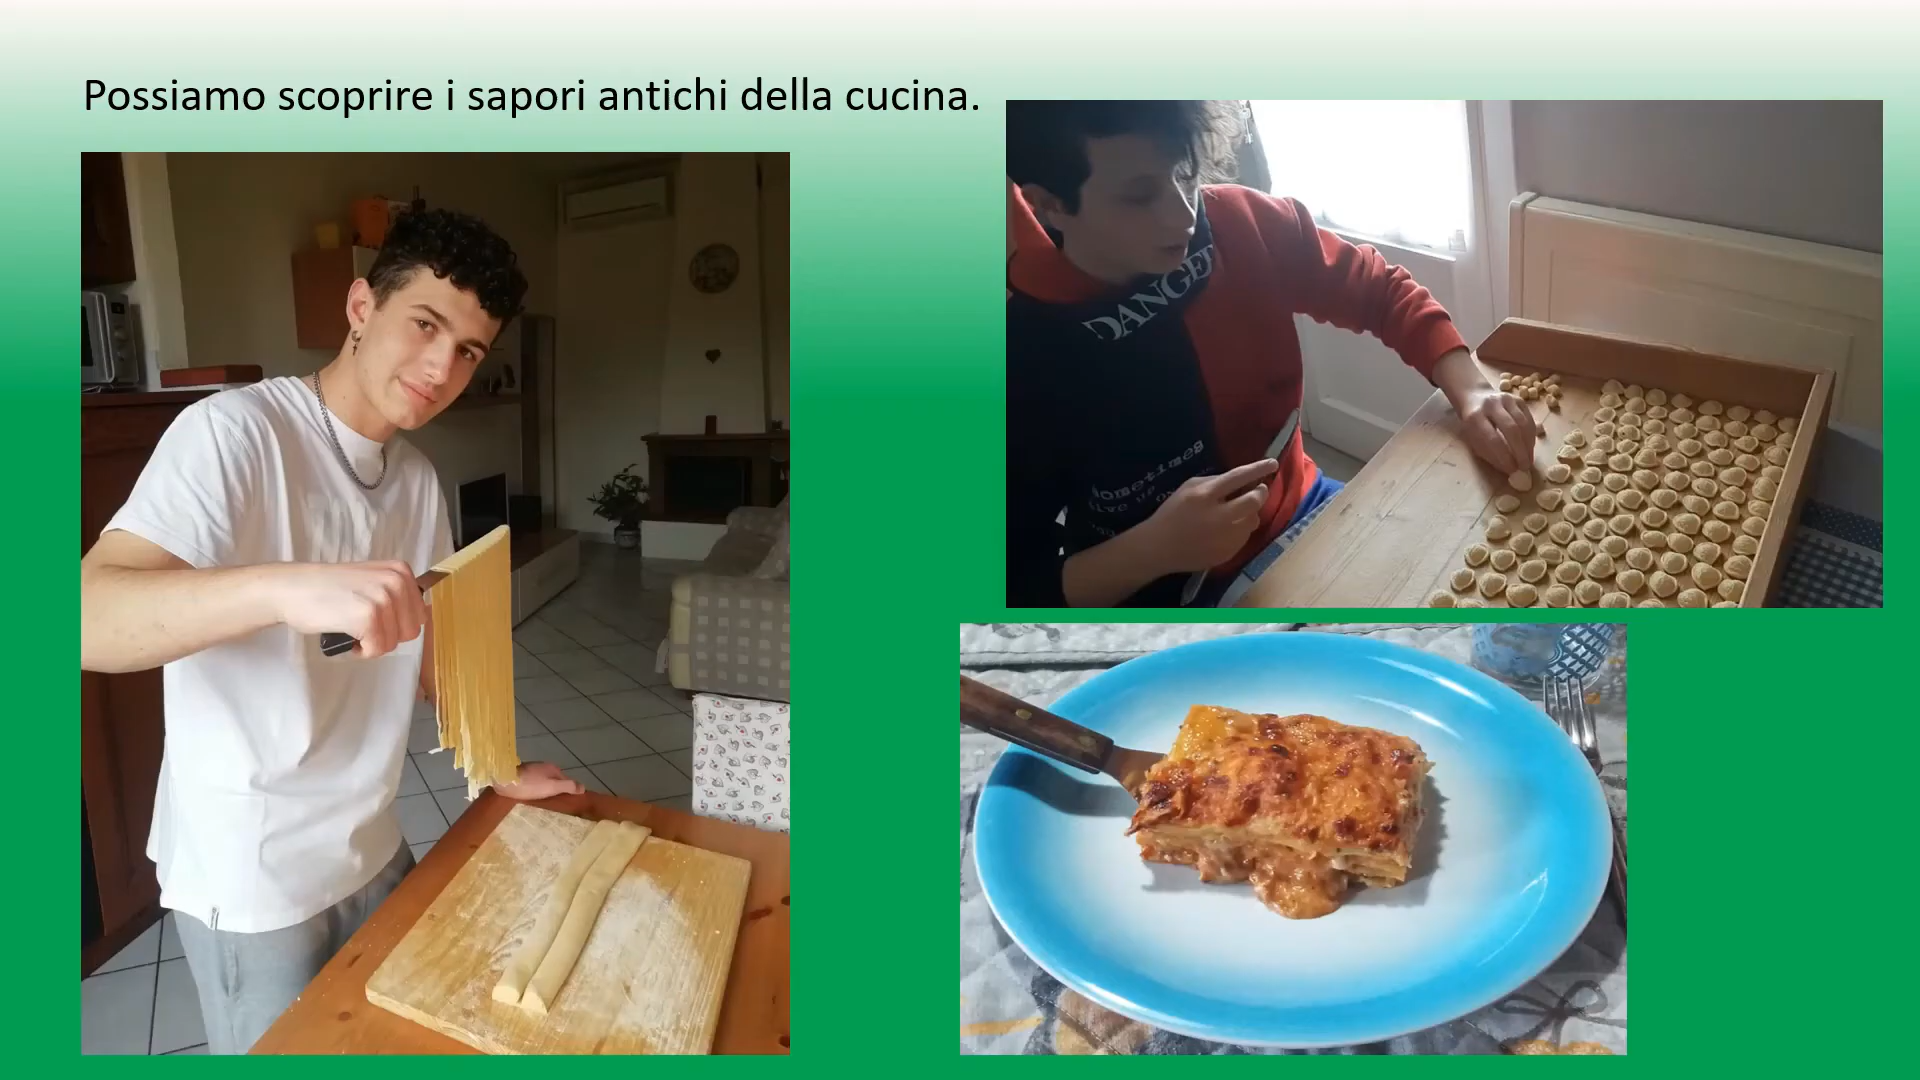 Possiamo scoprire i sapori antichi della cucina.
DANGER
sometimes